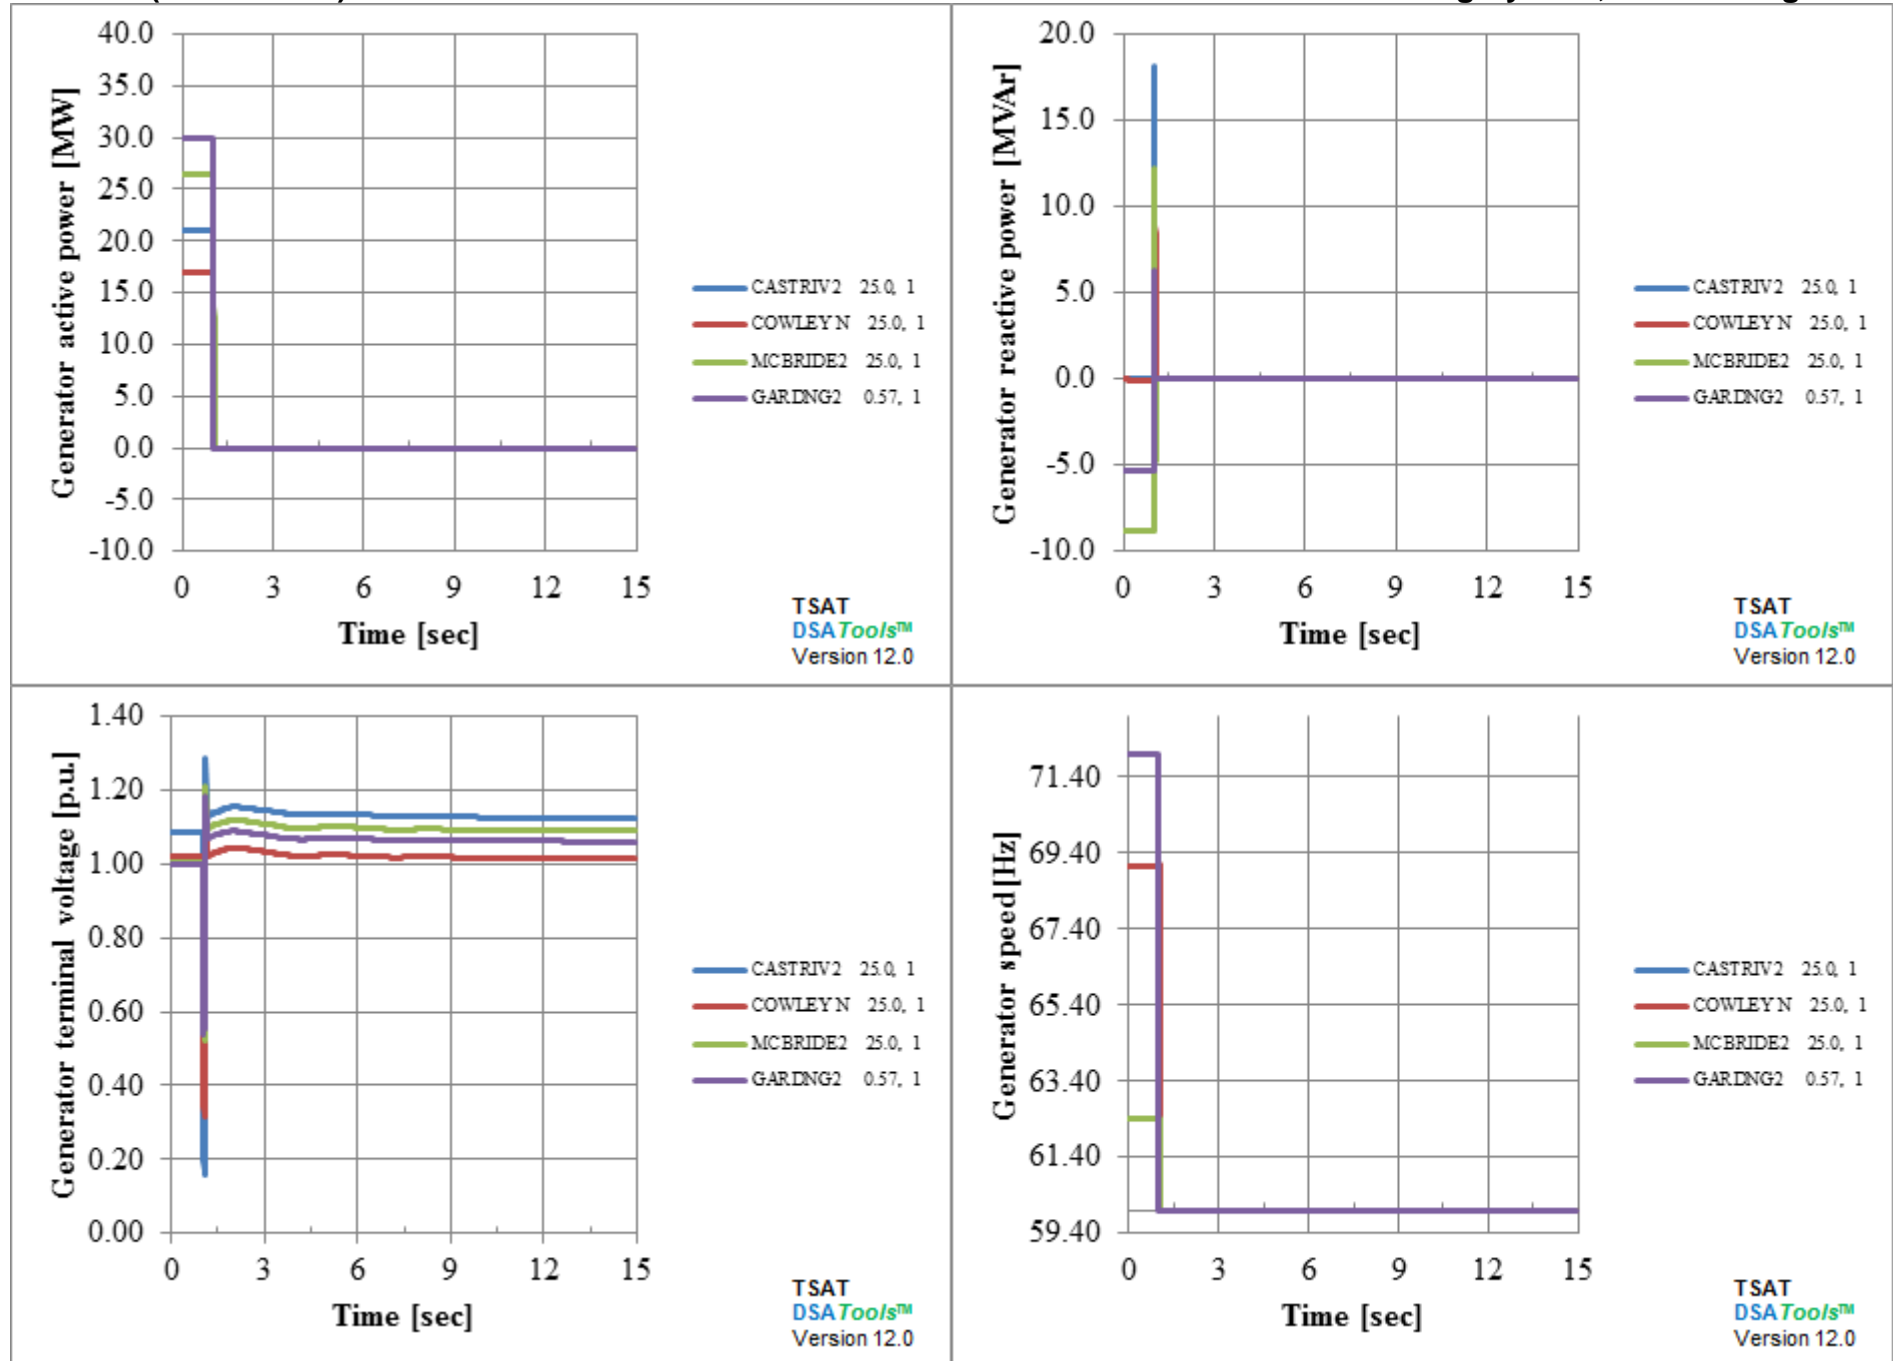 Generator active power [MW]
40.0
35.0
30.0
25.0
20.0
15.0
10.0
5.0
0.0
-5.0
-10.0
0 3 6 9 12 15
Time [sec]
CASTRIV2 25.0, 1
COWLEY N 25.0, 1
MCBRIDE2 25.0, 1
GARDNG2 0.57, 1
TSAT
DSATools™
Version 12.0
Generator reactive power [MVAr]
20.0
15.0
10.0
5.0
0.0
-5.0
-10.0
0 3 6 9 12 15
Time [sec]
CASTRIV2 25.0, 1
COWLEY N 25.0, 1
MCBRIDE2 25.0, 1
GARDNG2 0.57, 1
TSAT
DSATools™
Version 12.0
Generator terminal voltage [p.u.]
1.40
1.20
1.00
0.80
0.60
0.40
0.20
0.00
0 3 6 9 12 15
Time [sec]
CASTRIV2 25.0, 1
COWLEY N 25.0, 1
MCBRIDE2 25.0, 1
GARDNG2 0.57, 1
TSAT
DSATools™
Version 12.0
Generator speed [Hz]
71.40
69.40
67.40
65.40
63.40
61.40
59.40
0 3 6 9 12 15
Time [sec]
CASTRIV2 25.0, 1
COWLEY N 25.0, 1
MCBRIDE2 25.0, 1
GARDNG2 0.57, 1
TSAT
DSATools™
Version 12.0